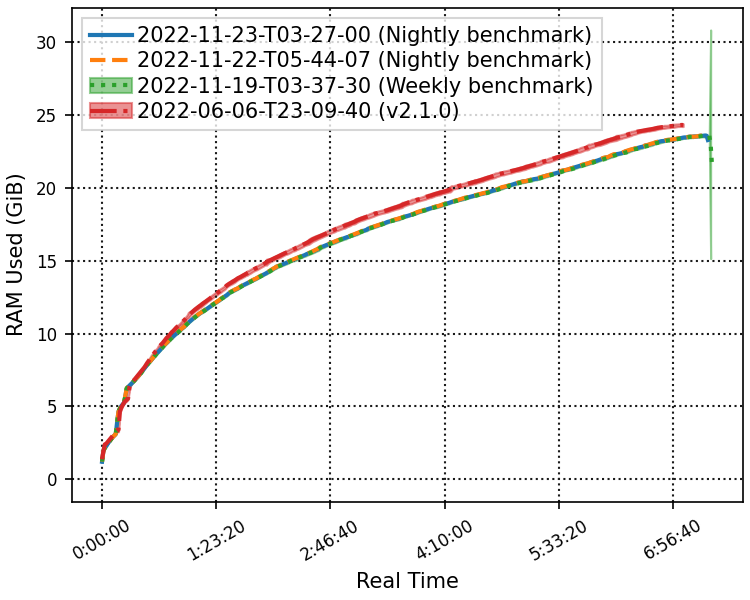 2022-11-23-T03-27-00 (Nightly benchmark)
2022-11-22-T05-44-07 (Nightly benchmark)
2022-11-19-T03-37-30 (Weekly benchmark)
2022-06-06-T23-09-40 (v2.1.0)
30
25
20
15
10
5
0
RAM Used (GiB)
0:00:00
1:23:20
2:46:40
4:10:00
5:33:20
6:56:40
Real Time